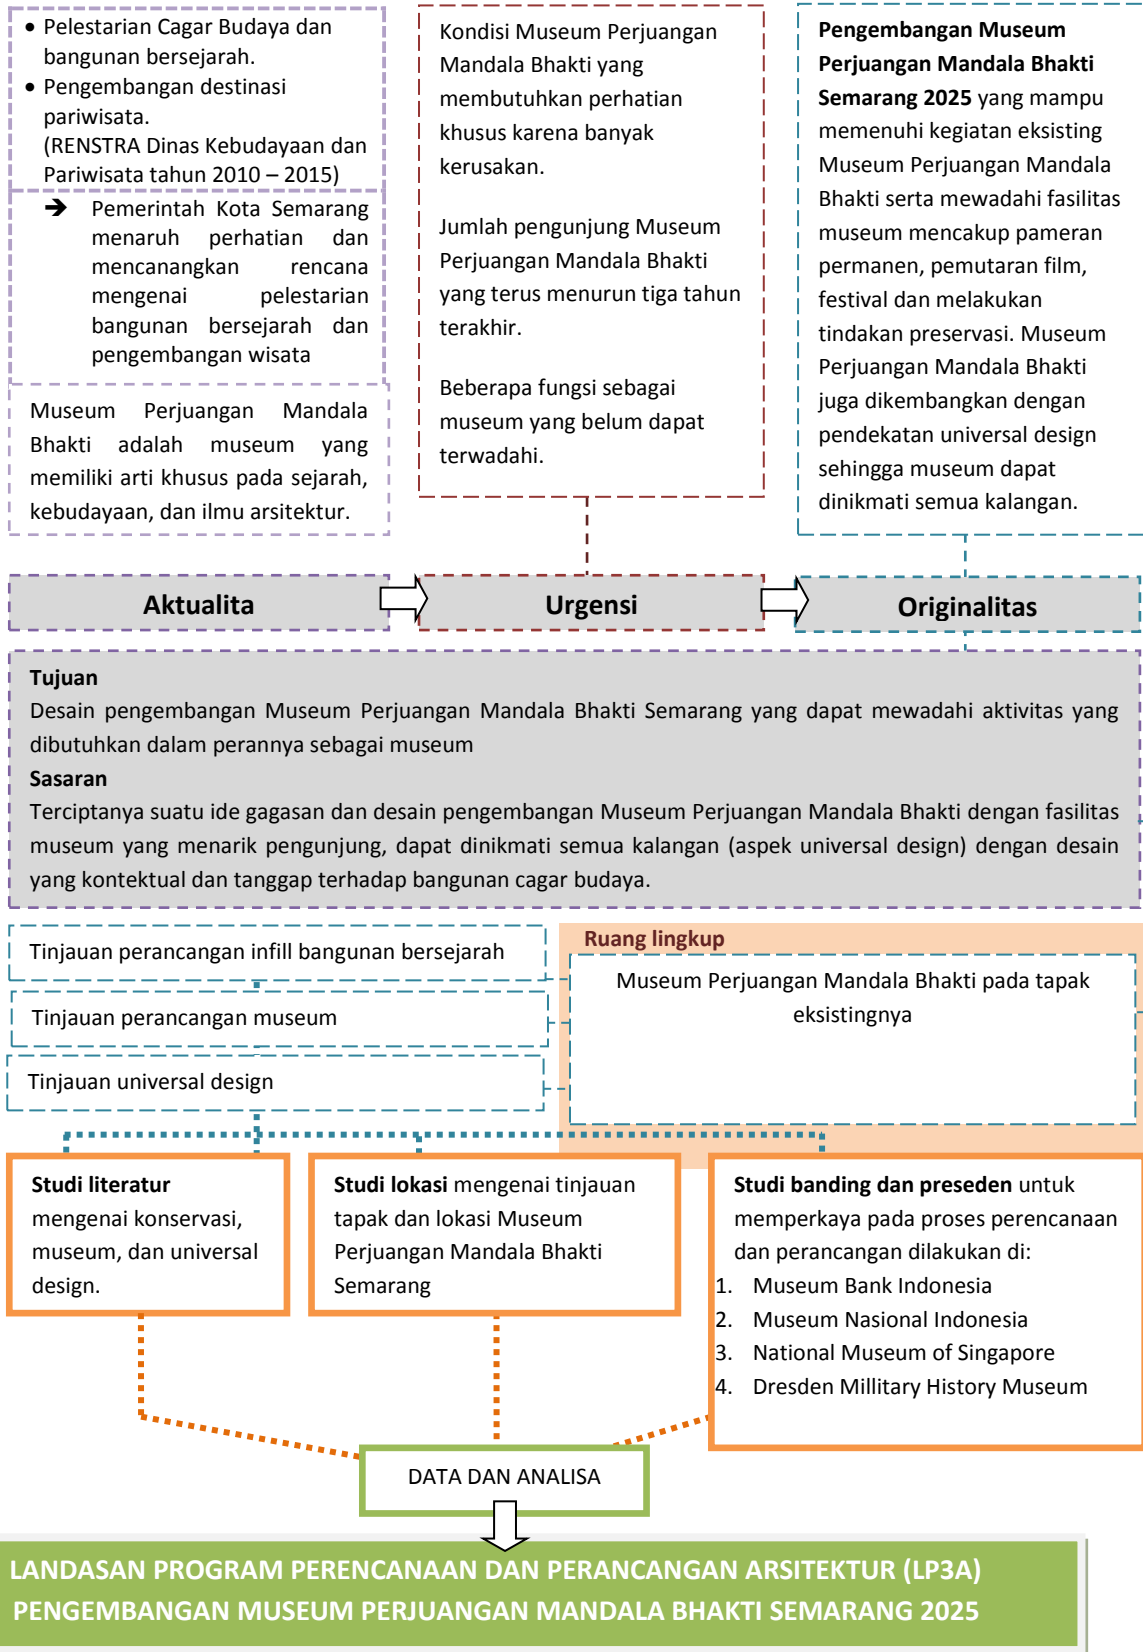 • Pelestarian Cagar Budaya dan
bangunan bersejarah.
• Pengembangan destinasi
pariwisata.
(RENSTRA Dinas Kebudayaan dan
Pariwisata tahun 2010 – 2015)
➔ Pemerintah Kota Semarang
menaruh perhatian dan
mencanangkan rencana
mengenai pelestarian
bangunan bersejarah dan
pengembangan wisata
Museum Perjuangan Mandala
Bhakti adalah museum yang
memiliki arti khusus pada sejarah,
kebudayaan, dan ilmu arsitektur.
Kondisi Museum Perjuangan
Mandala Bhakti yang
membutuhkan perhatian
khusus karena banyak
kerusakan.
Jumlah pengunjung Museum
Perjuangan Mandala Bhakti
yang terus menurun tiga tahun
terakhir.
Beberapa fungsi sebagai
museum yang belum dapat
terwadahi.
Pengembangan Museum
Perjuangan Mandala Bhakti
Semarang 2025 yang mampu
memenuhi kegiatan eksisting
Museum Perjuangan Mandala
Bhakti serta mewadahi fasilitas
museum mencakup pameran
permanen, pemutaran film,
festival dan melakukan
tindakan preservasi. Museum
Perjuangan Mandala Bhakti
juga dikembangkan dengan
pendekatan universal design
sehingga museum dapat
dinikmati semua kalangan.
Aktualita
Urgensi
Originalitas
Tujuan
Desain pengembangan Museum Perjuangan Mandala Bhakti Semarang yang dapat mewadahi aktivitas yang
dibutuhkan dalam perannya sebagai museum
Sasaran
Terciptanya suatu ide gagasan dan desain pengembangan Museum Perjuangan Mandala Bhakti dengan fasilitas
museum yang menarik pengunjung, dapat dinikmati semua kalangan (aspek universal design) dengan desain
yang kontektual dan tanggap terhadap bangunan cagar budaya.
Tinjauan perancangan infill bangunan bersejarah
Tinjauan perancangan museum
Tinjauan universal design
Ruang lingkup
Museum Perjuangan Mandala Bhakti pada tapak
eksistingnya
Studi literatur
mengenai konservasi,
museum, dan universal
design.
Studi lokasi mengenai tinjauan
tapak dan lokasi Museum
Perjuangan Mandala Bhakti
Semarang
Studi banding dan preseden untuk
memperkaya pada proses perencanaan
dan perancangan dilakukan di:
1. Museum Bank Indonesia
2. Museum Nasional Indonesia
3. National Museum of Singapore
4. Dresden Millitary History Museum
DATA DAN ANALISA
LANDASAN PROGRAM PERENCANAAN DAN PERANCANGAN ARSITEKTUR (LP3A)
PENGEMBANGAN MUSEUM PERJUANGAN MANDALA BHAKTI SEMARANG 2025